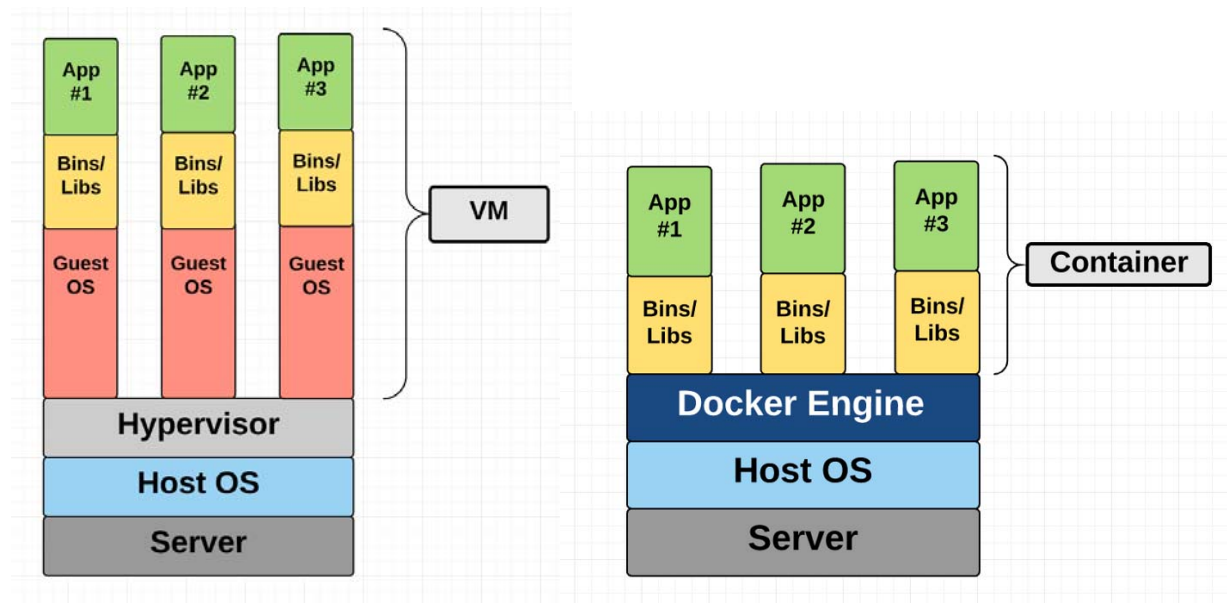 App
#1
App
#2
App
#3
Bins/
Libs
Bins/
Libs
Bins/
Libs
Guest
OS
Guest
OS
Guest
OS
VM
Hypervisor
Host OS
Server
App
#1
App
#2
App
#3
Bins/
Libs
Bins/
Libs
Bins/
Libs
Container
Docker Engine
Host OS
Server